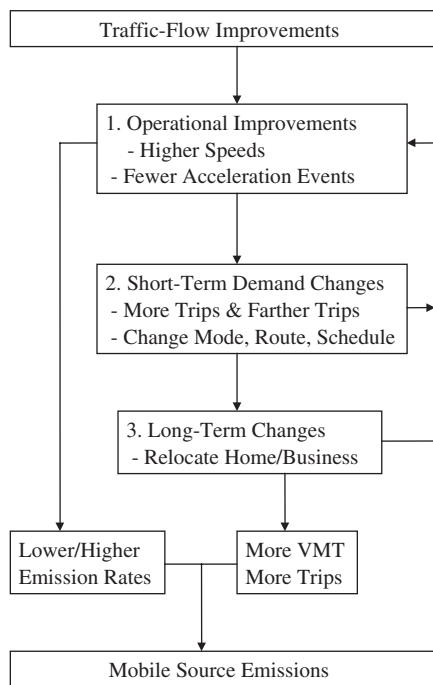 Traffic-Flow Improvements
1. Operational Improvements
- Higher Speeds
- Fewer Acceleration Events
2. Short-Term Demand Changes
- More Trips & Farther Trips
- Change Mode, Route, Schedule
3. Long-Term Changes
- Relocate Home/Business
Lower/Higher
Emission Rates
More VMT
More Trips
Mobile Source Emissions